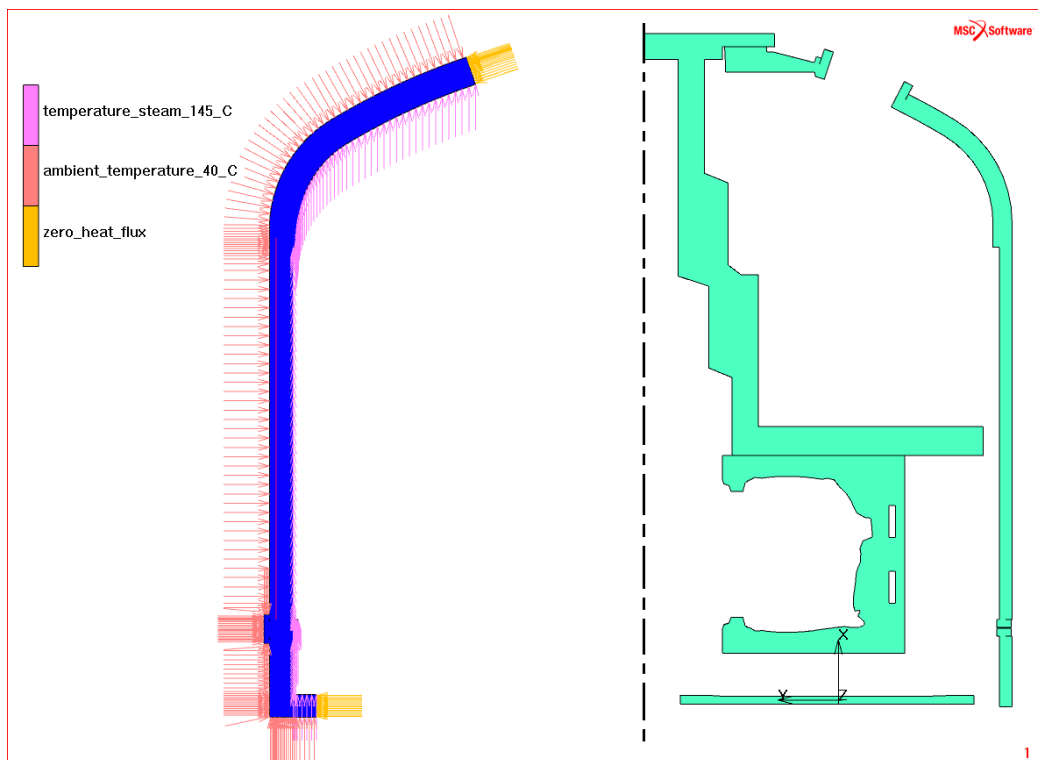 MSC Software
temperature_steam_145_C
ambient_temperature_40_C
zero_heat_flux
X
Y
Z
1